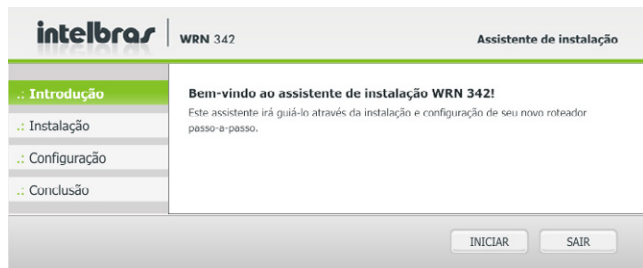 intelbras
WRN 342
Assistente de instalação
.: Introdução
.: Instalação
.: Configuração
.: Conclusão
Bem-vindo ao assistente de instalação WRN 342!
Este assistente irá guiá-lo através da instalação e configuração de seu novo roteador
passo-a-passo.
INICIAR
SAIR